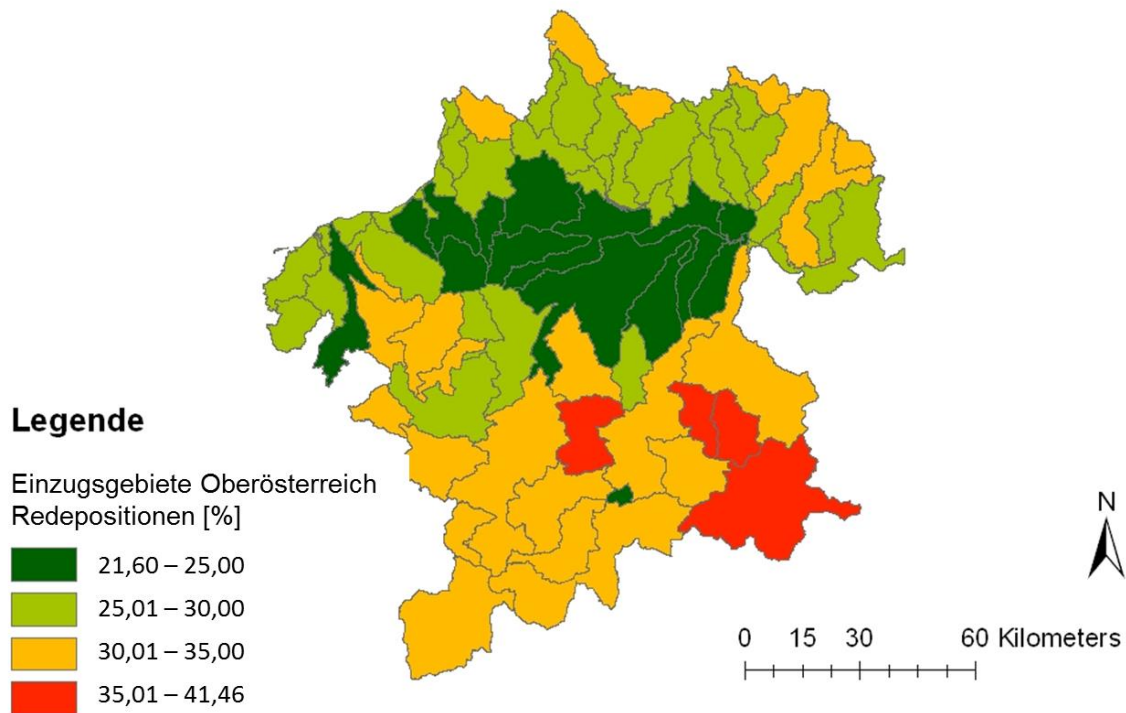 Legende
Einzugsgebiete Oberösterreich
Redepositionen [%]
21,60 – 25,00
25,01 – 30,00
30,01 – 35,00
35,01 – 41,46
N
0 15 30 60 Kilometers